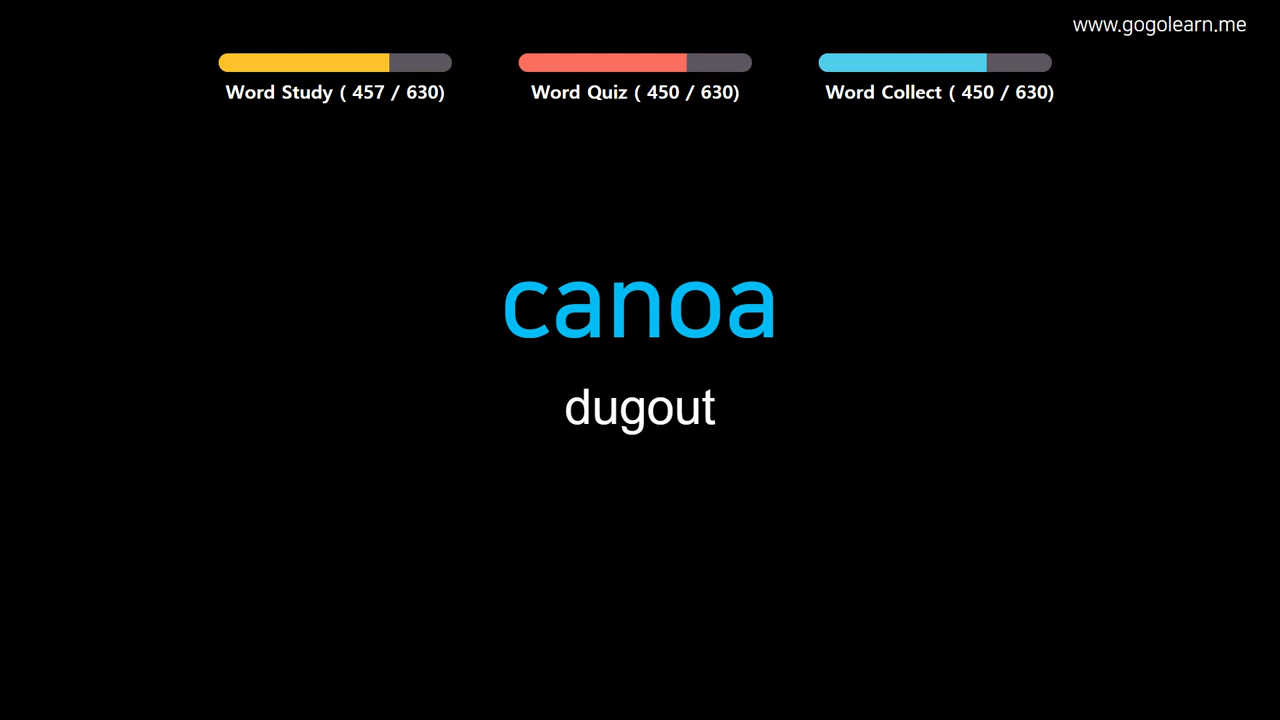 www.gogolearn.me
Word Study ( 457 / 630)
Word Quiz ( 450 / 630)
Word Collect ( 450 / 630)
canoa
dugout